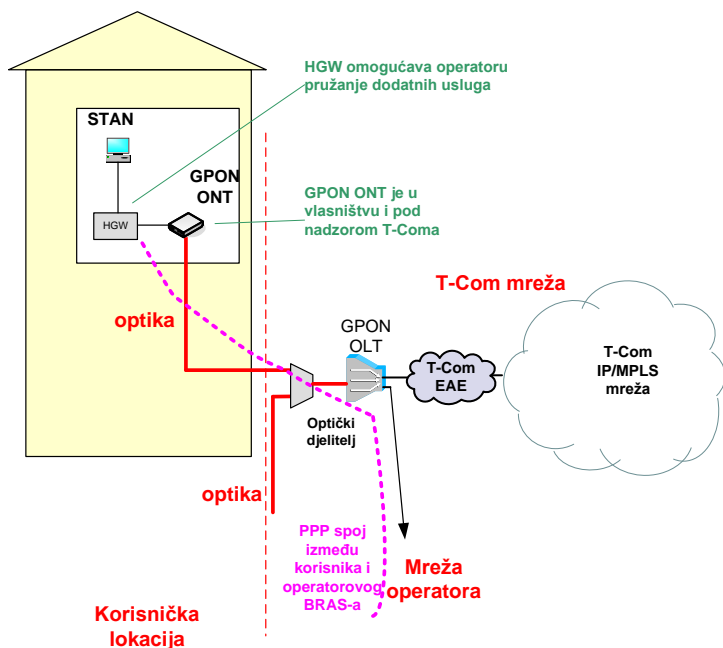 HGW omogućava operatoru
pružanje dodatnih usluga
STAN
GPON
ONT
HGW
GPON ONT je u
vlasništvu i pod
nadzorom T-Coma
T-Com mreža
optika
GPON
OLT
T-Com
EAE
T-Com
IP/MPLS
mreža
Optički
djelitelj
optika
PPP spoj
između
korisnika i
operatorovog
BRAS-a
Mreža
operatora
Korisnička
lokacija